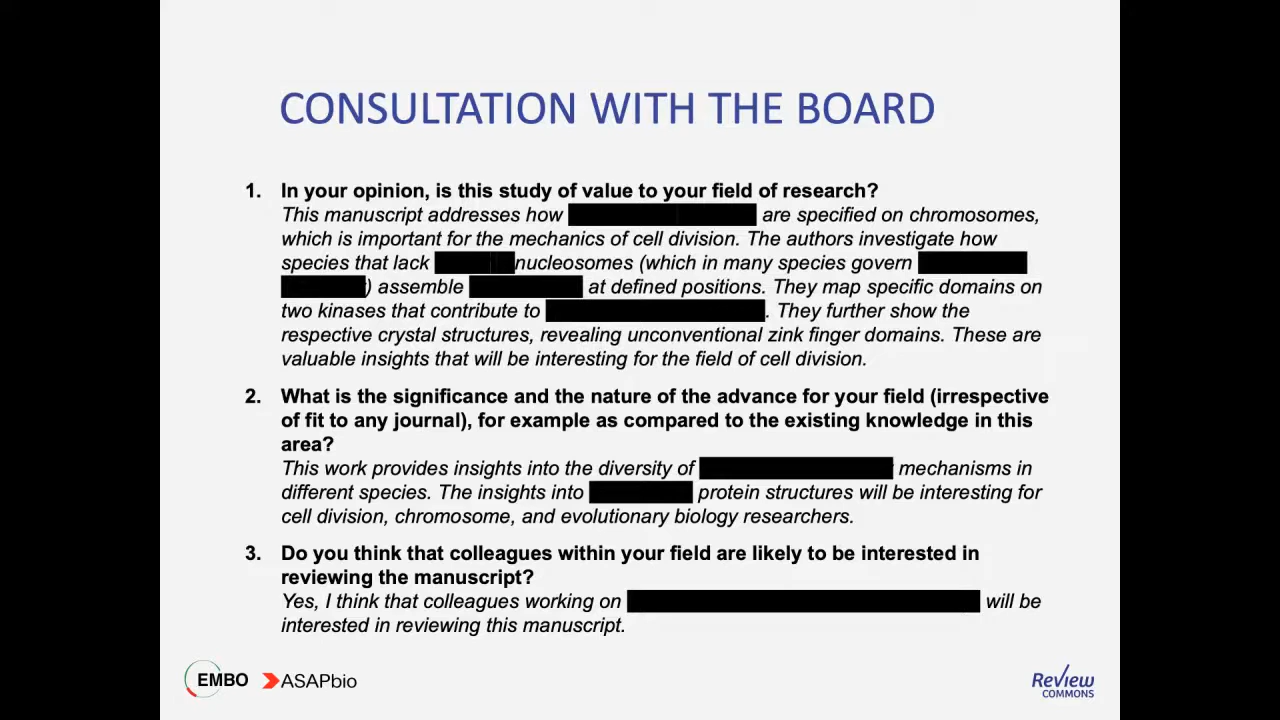 CONSULTATION WITH THE BOARD
1. In your opinion, is this study of value to your field of research?
This manuscript addresses how are specified on chromosomes,
which is important for the mechanics of cell division. The authors investigate how
species that lack nucleosomes (which in many species govern
) assemble at defined positions. They map specific domains on
two kinases that contribute to . They further show the
respective crystal structures, revealing unconventional zink finger domains. These are
valuable insights that will be interesting for the field of cell division.
2. What is the significance and the nature of the advance for your field (irrespective
of fit to any journal), for example as compared to the existing knowledge in this
area?
This work provides insights into the diversity of mechanisms in
different species. The insights into protein structures will be interesting for
cell division, chromosome, and evolutionary biology researchers.
3. Do you think that colleagues within your field are likely to be interested in
reviewing the manuscript?
Yes, I think that colleagues working on will be
interested in reviewing this manuscript.
EMBO ASAPbio
Review
COMMONS